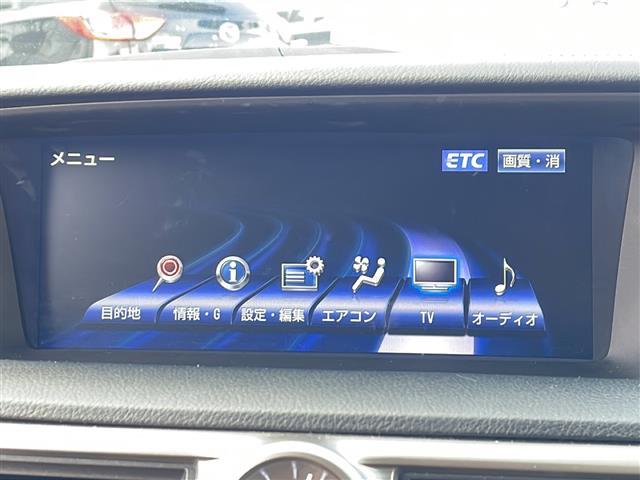 メニュー
ETC 画質・消
目的地 情報・G 設定・編集 エアコン TV オーディオ